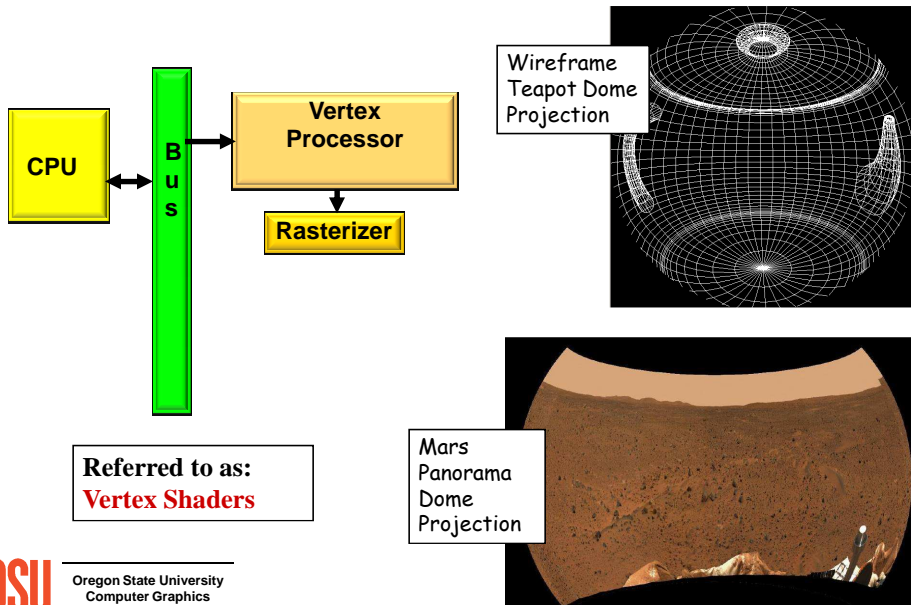 Wireframe
Teapot Dome
Projection
CPU
B
u
s
Vertex
Processor
Rasterizer
Referred to as:
Vertex Shaders
Mars
Panorama
Dome
Projection
OSU
Oregon State University
Computer Graphics